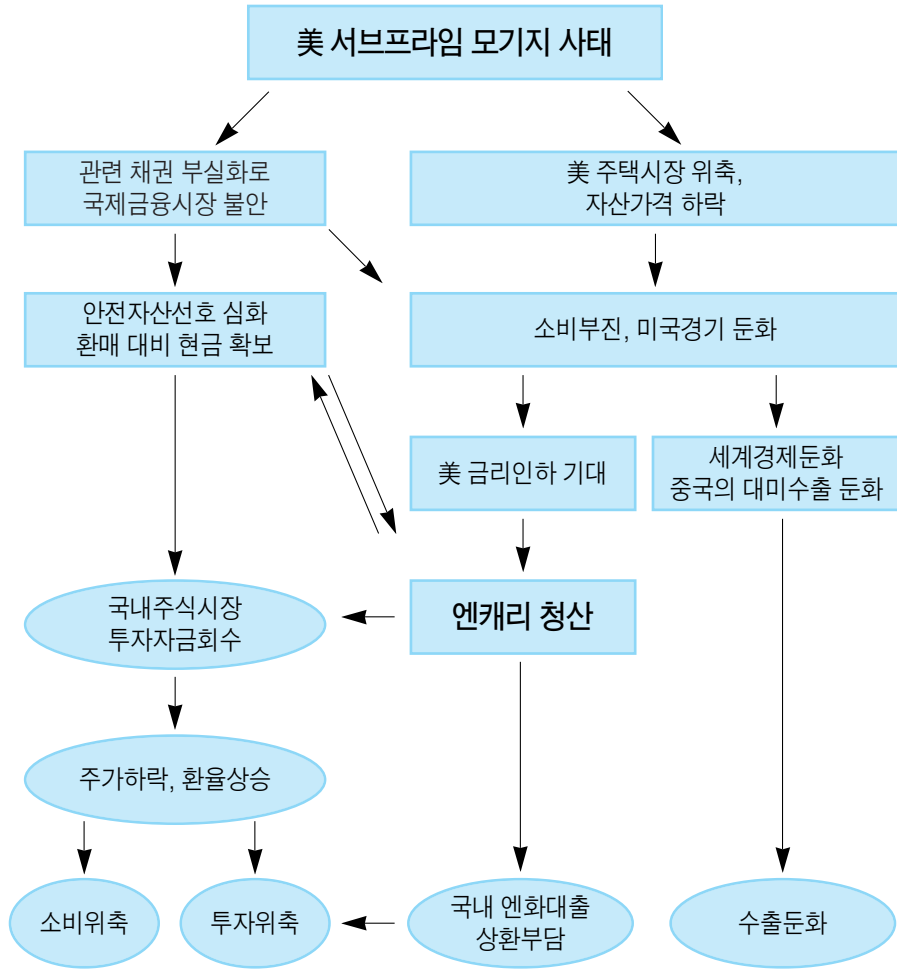 美 서브프라임 모기지 사태
관련 채권 부실화로
국제금융시장 불안
美 주택시장 위축,
자산가격 하락
안전자산선호 심화
환매 대비 현금 확보
소비부진, 미국경기 둔화
美 금리인하 기대
세계경제둔화
중국의 대미수출 둔화
국내주식시장
투자자금회수
엔캐리 청산
주가하락, 환율상승
소비위축
투자위축
국내 엔화대출
상환부담
수출둔화